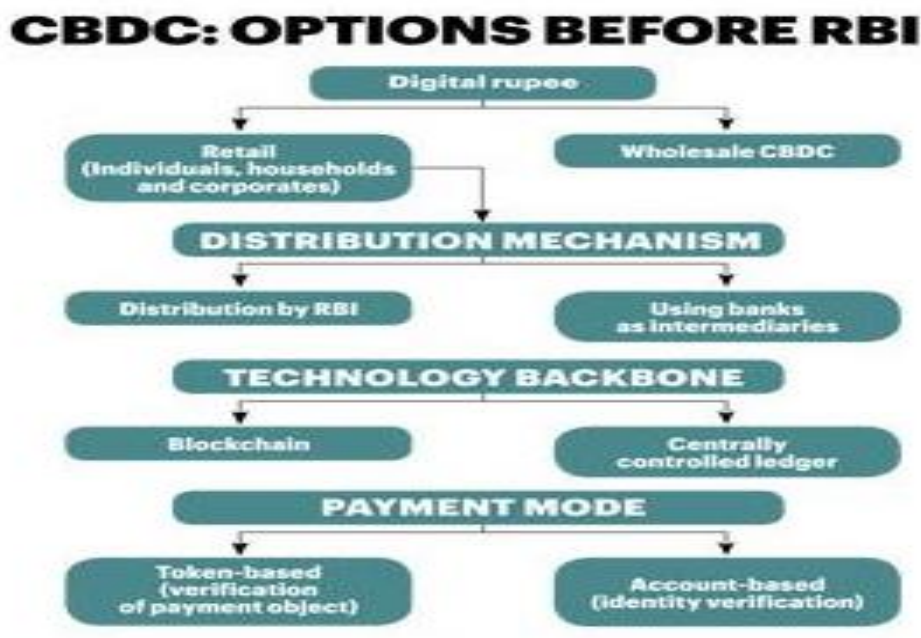 CBDC: OPTIONS BEFORE RBI
Digital rupee
Retail
(Individuals, households
and corporates)
Wholesale CBDC
DISTRIBUTION MECHANISM
Distribution by RBI
Using banks
as intermediaries
TECHNOLOGY BACKBONE
Blockchain
Centrally
controlled ledger
PAYMENT MODE
Token-based
(verification
of payment object)
Account-based
(identity verification)